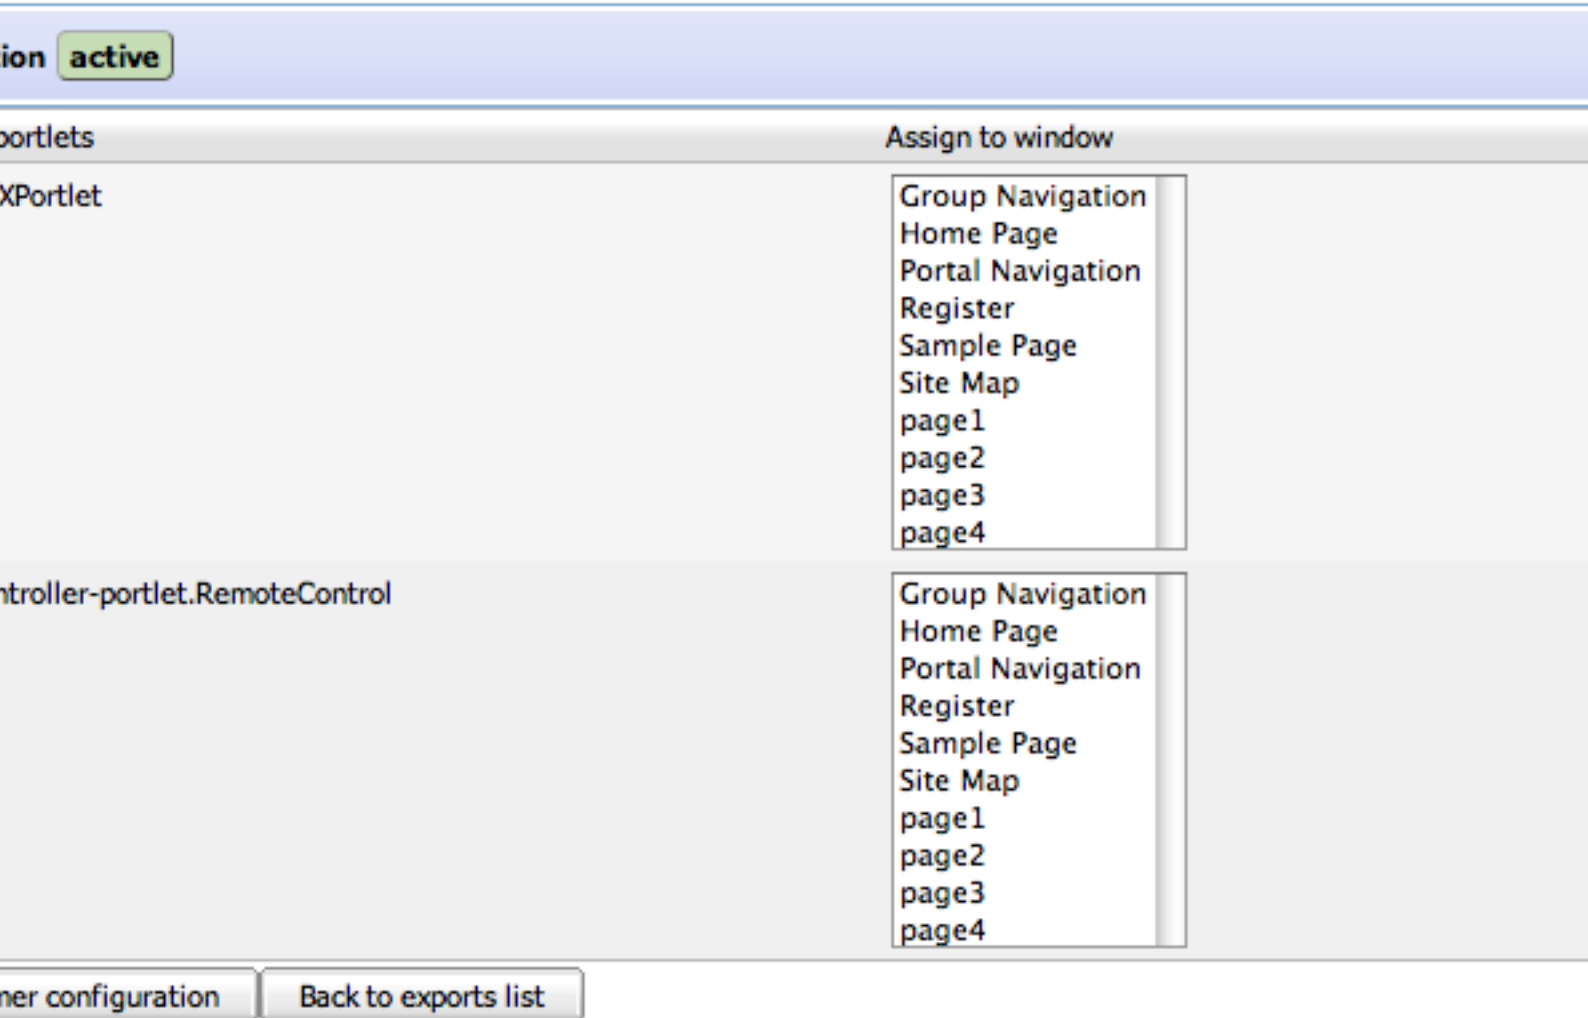 tion active
portlets Assign to window
XPortlet
Group Navigation
Home Page
Portal Navigation
Register
Sample Page
Site Map
page1
page2
page3
page4
ntroller-portlet.RemoteControl
Group Navigation
Home Page
Portal Navigation
Register
Sample Page
Site Map
page1
page2
page3
page4
ner configuration Back to exports list